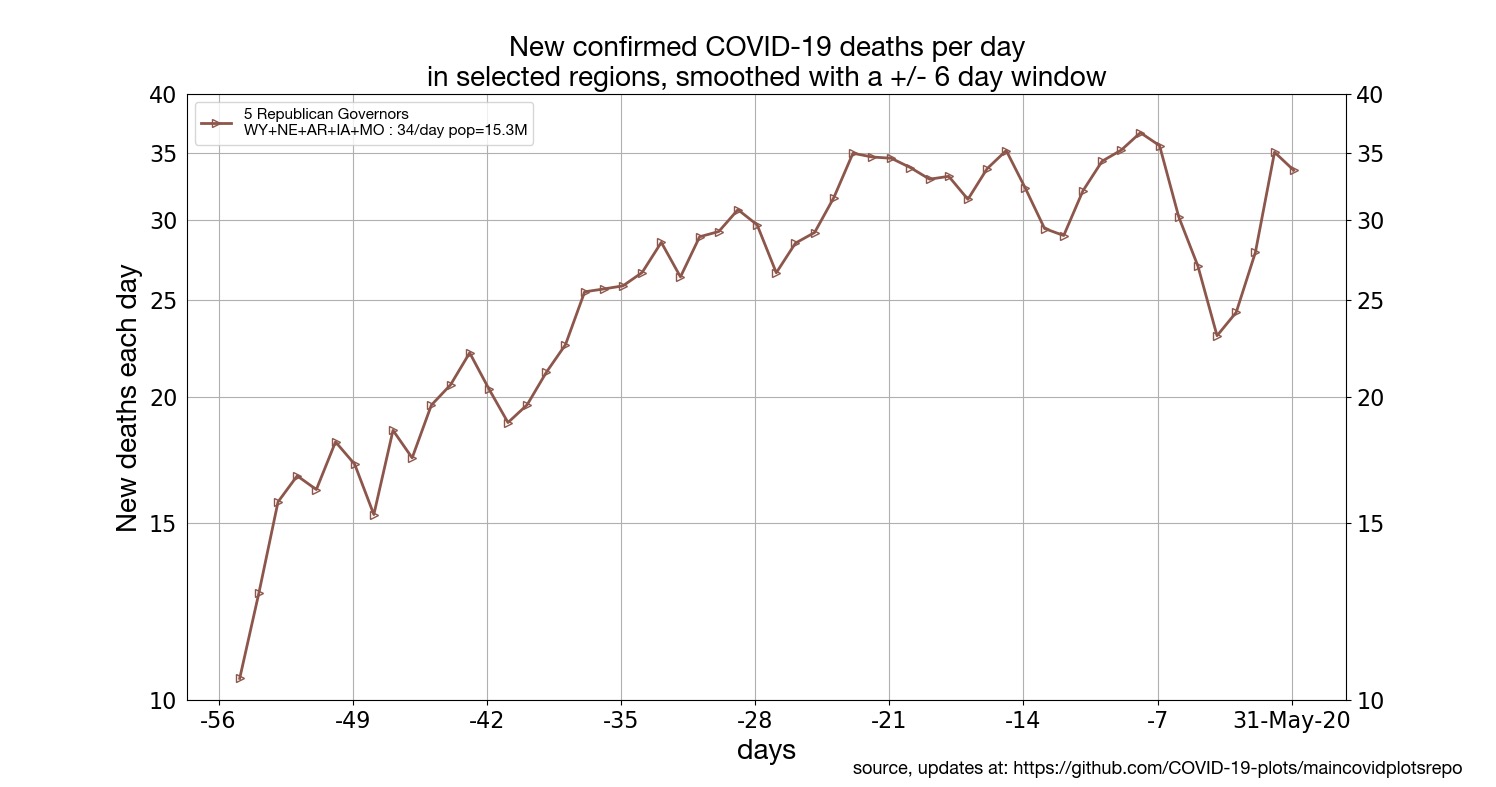 New confirmed COVID-19 deaths per day
in selected regions, smoothed with a +/- 6 day window
5 Republican Governors
WY+NE+AR+IA+MO : 34/day pop=15.3M
New deaths each day
40
35
30
25
20
15
10
40
35
30
25
20
15
10
-56 -49 -42 -35 -28 -21 -14 -7 31-May-20
days
source, updates at: https://github.com/COVID-19-plots/maincovidplotsrepo